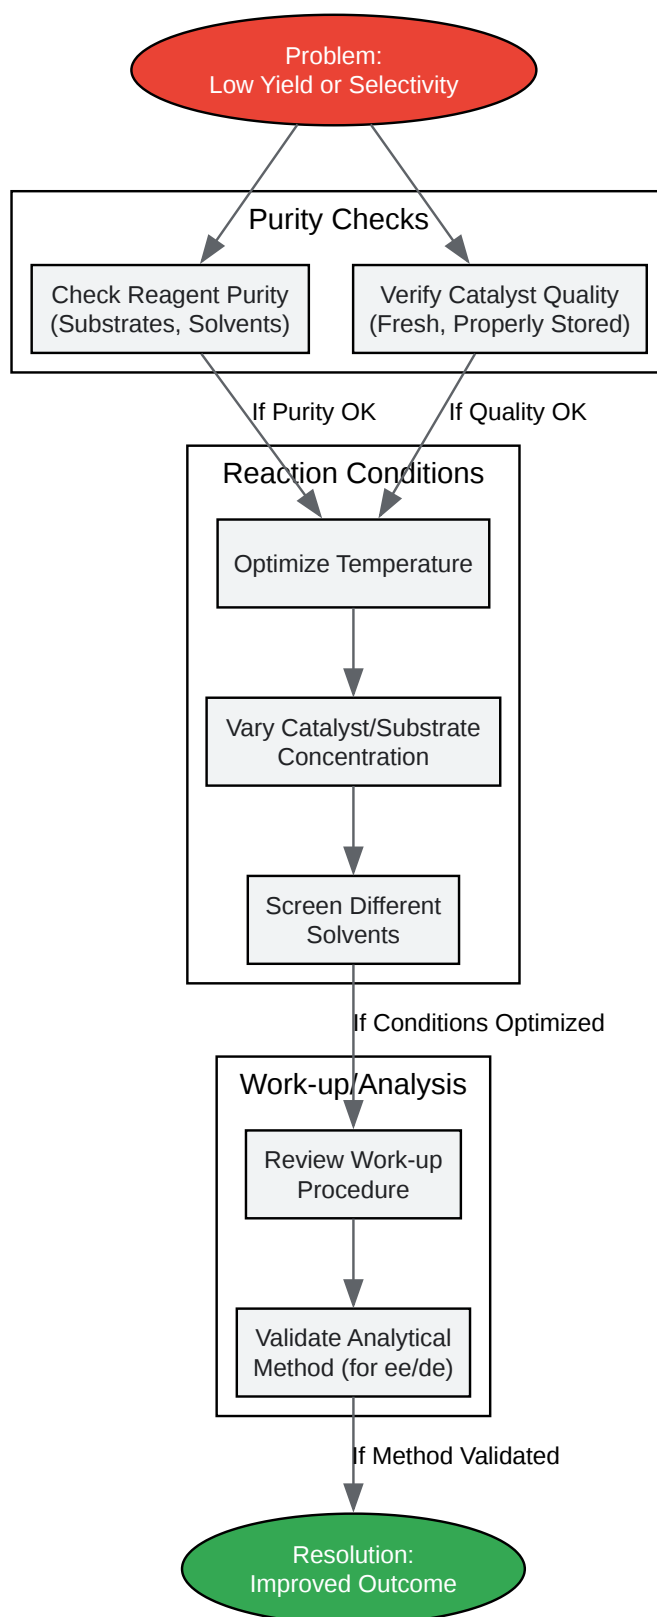 Problem:
Low Yield or Selectivity
Purity Checks
Check Reagent Purity
(Substrates, Solvents)
Verify Catalyst Quality
(Fresh, Properly Stored)
If Purity OK
If Quality OK
Reaction Conditions
Optimize Temperature
Vary Catalyst/Substrate
Concentration
Screen Different
Solvents
If Conditions Optimized
Work-up/Analysis
Review Work-up
Procedure
Validate Analytical
Method (for ee/de)
If Method Validated
Resolution:
Improved Outcome